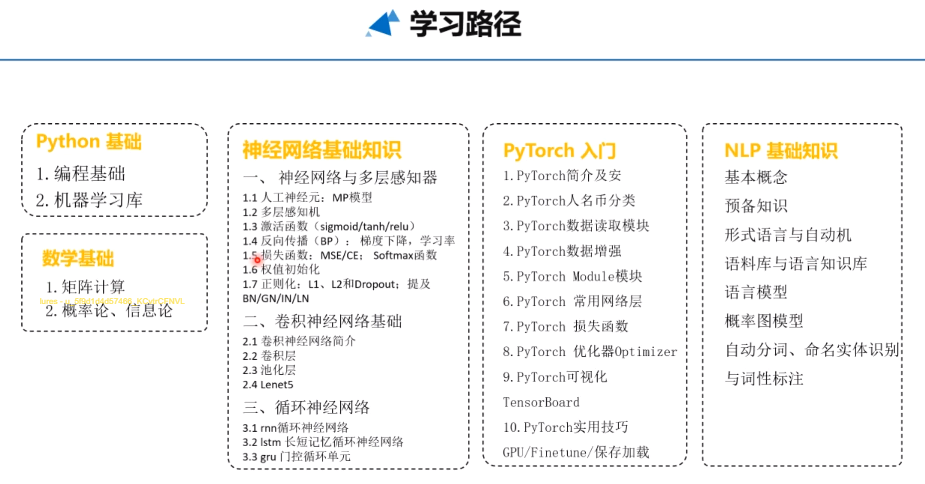 学习路径
Python 基础
1.编程基础
2.机器学习库
数学基础
1.矩阵计算
2.概率论、信息论
神经网络基础知识
一、 神经网络与多层感知器
1.1 人工神经元：MP模型
1.2 多层感知机
1.3 激活函数（sigmoid/tanh/relu）
1.4 反向传播（BP）： 梯度下降，学习率
1.5 损失函数：MSE/CE； Softmax函数
1.6 权值初始化
1.7 正则化：L1、L2和Dropout；提及
BN/GN/IN/LN
二、卷积神经网络基础
2.1 卷积神经网络简介
2.2 卷积层
2.3 池化层
2.4 Lenet5
三、循环神经网络
3.1 rnn循环神经网络
3.2 lstm 长短记忆循环神经网络
3.3 gru 门控循环单元
PyTorch 入门
1.PyTorch简介及安
2.PyTorch人名币分类
3.PyTorch数据读取模块
4.PyTorch数据增强
5.PyTorch Module模块
6.PyTorch 常用网络层
7.PyTorch 损失函数
8.PyTorch 优化器Optimizer
9.PyTorch可视化
TensorBoard
10.PyTorch实用技巧
GPU/Finetune/保存加载
NLP 基础知识
基本概念
预备知识
形式语言与自动机
语料库与语言知识库
语言模型
概率图模型
自动分词、命名实体识别
与词性标注